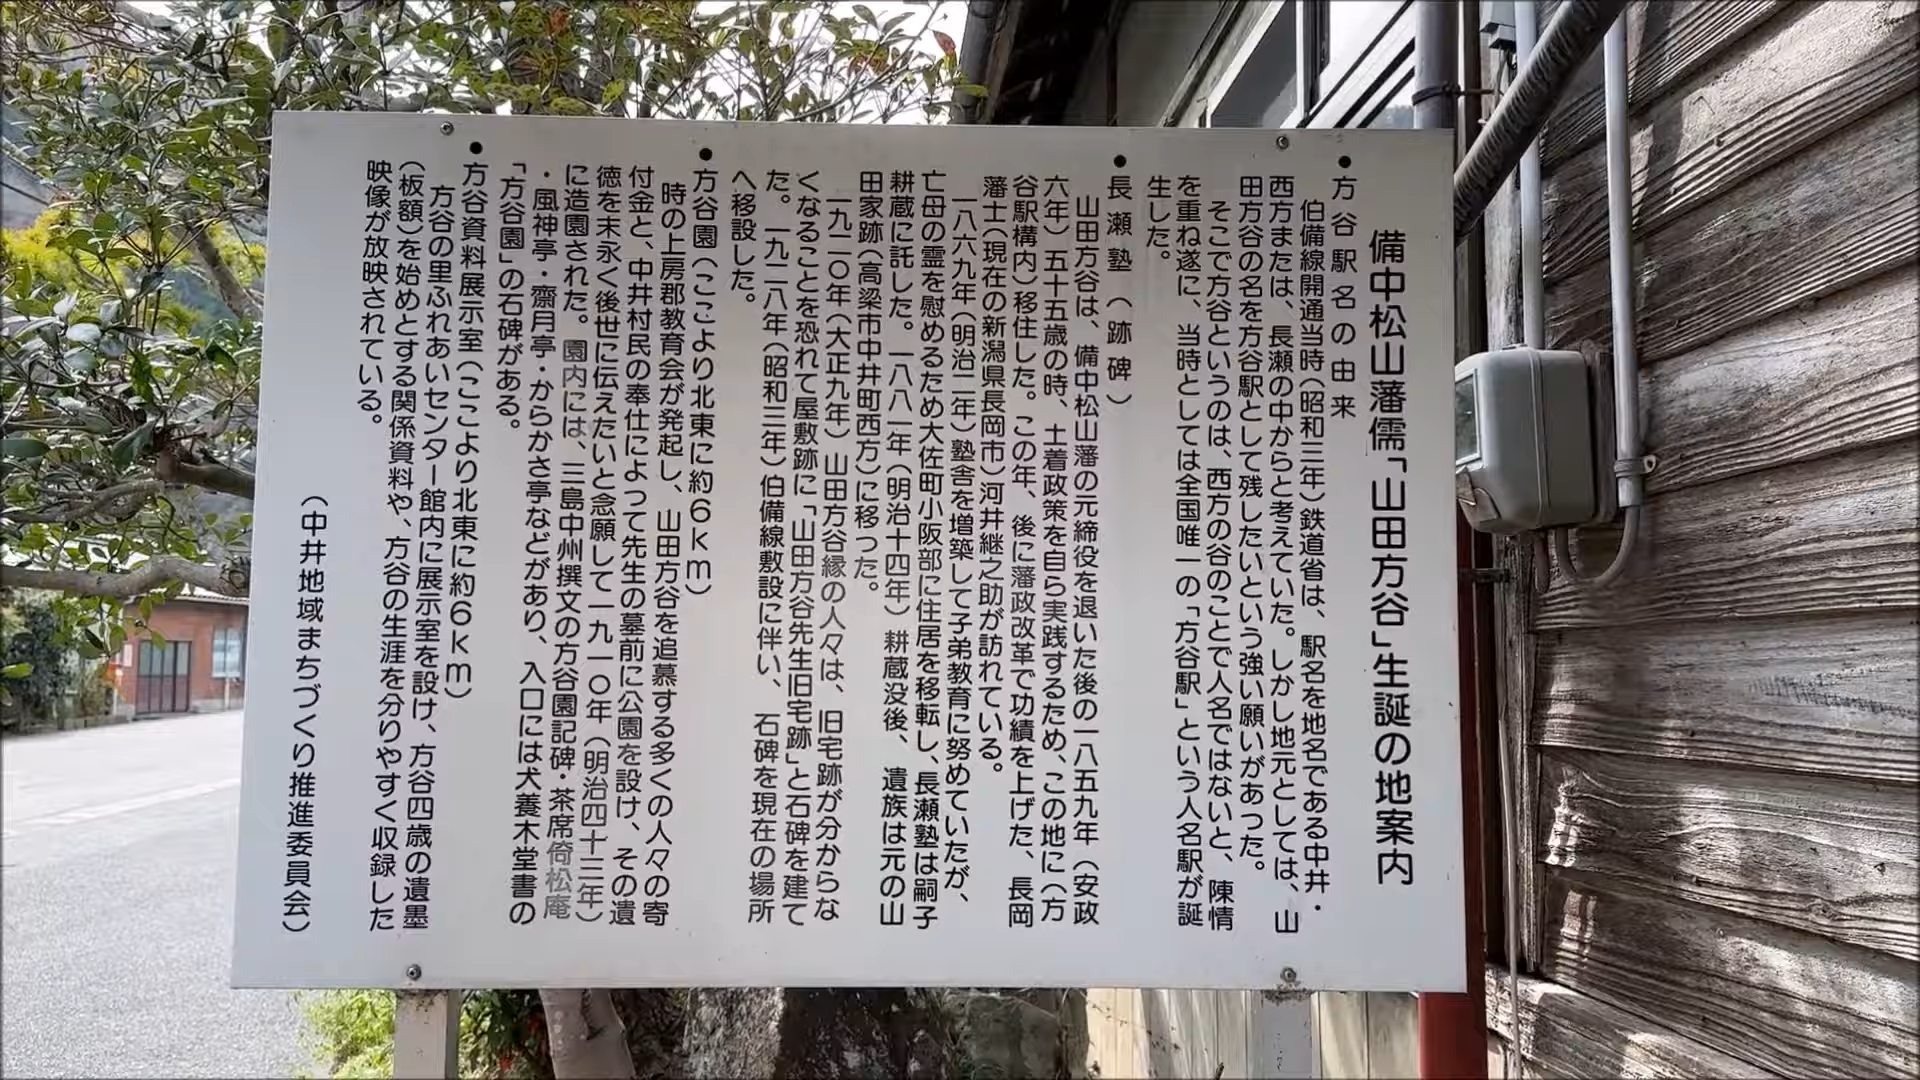 備中松山藩儒「山田方谷」生誕の地案内
●方谷駅名の由来
伯備線開通当時(昭和三年)鉄道省は、駅名を地名である中井・
西方または、長瀬の中からと考えていた。しかし地元としては、山
田方谷の名を方谷駅として残したいという強い願いがあった。
そこで方谷というのは、西方の谷のことで人名ではないと、陳情
を重ね遂に、当時としては全国唯一の「方谷駅」という人名駅が誕
生した。
●長瀬塾(跡碑)
山田方谷は、備中松山藩の元締役を退いた後の一八五九年(安政
六年)五十五歳の時、土着政策を自ら実践するため、この地に(方
谷駅構内)移住した。この年、後に藩政改革で功績を上げた、長岡
藩士(現在の新潟県長岡市)河井継之助が訪れている。
一八六九年(明治二年)塾舎を増築して子弟教育に努めていたが、
亡母の霊を慰めるため大佐町小阪部に住居を移転し、長瀬塾は嗣子
耕蔵に託した。一八八一年(明治十四年)耕蔵没後、遺族は元の山
田家跡(高梁市中井町西方)に移った。
一九二〇年(大正九年)山田方谷縁の人々は、旧宅跡が分からな
くなることを恐れて屋敷跡に「山田方谷先生旧宅跡」と石碑を建て
た。一九二八年(昭和三年)伯備線敷設に伴い、石碑を現在の場所
へ移設した。
●方谷園(ここより北東に約6km)
時の上房郡教育会が発起し、山田方谷を追慕する多くの人々の寄
付金と、中井村民の奉仕によって先生の墓前に公園を設け、その遺
徳を末永く後世に伝えたいと念願して一九一〇年(明治四十三年)
に造園された。園内には、三島中州撰文の方谷園記碑・茶席倚松庵
・風神亭・齋月亭・からかさ亭などがあり、入口には犬養木堂書の
「方谷園」の石碑がある。
●方谷資料展示室(ここより北東に約6km)
方谷の里ふれあいセンター館内に展示室を設け、方谷四歳の遺墨
(板額)を始めとする関係資料や、方谷の生涯を分りやすく収録した
映像が放映されている。
(中井地域まちづくり推進委員会)